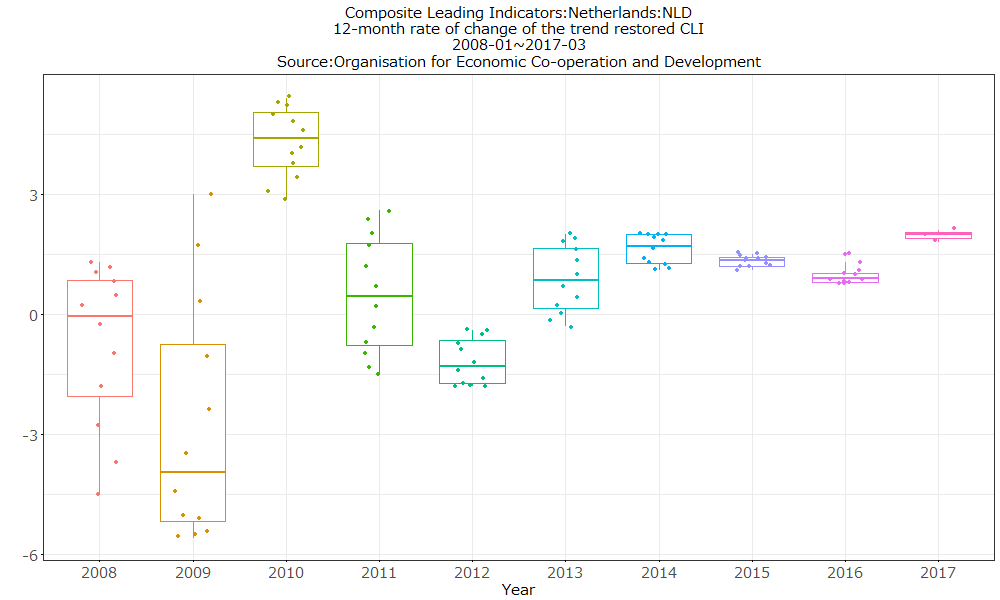 Composite Leading Indicators:Netherlands:NLD
12-month rate of change of the trend restored CLI
2008-01~2017-03
Source:Organisation for Economic Co-operation and Development
3
0
-3
-6
2008 2009 2010 2011 2012 2013 2014 2015 2016 2017
Year